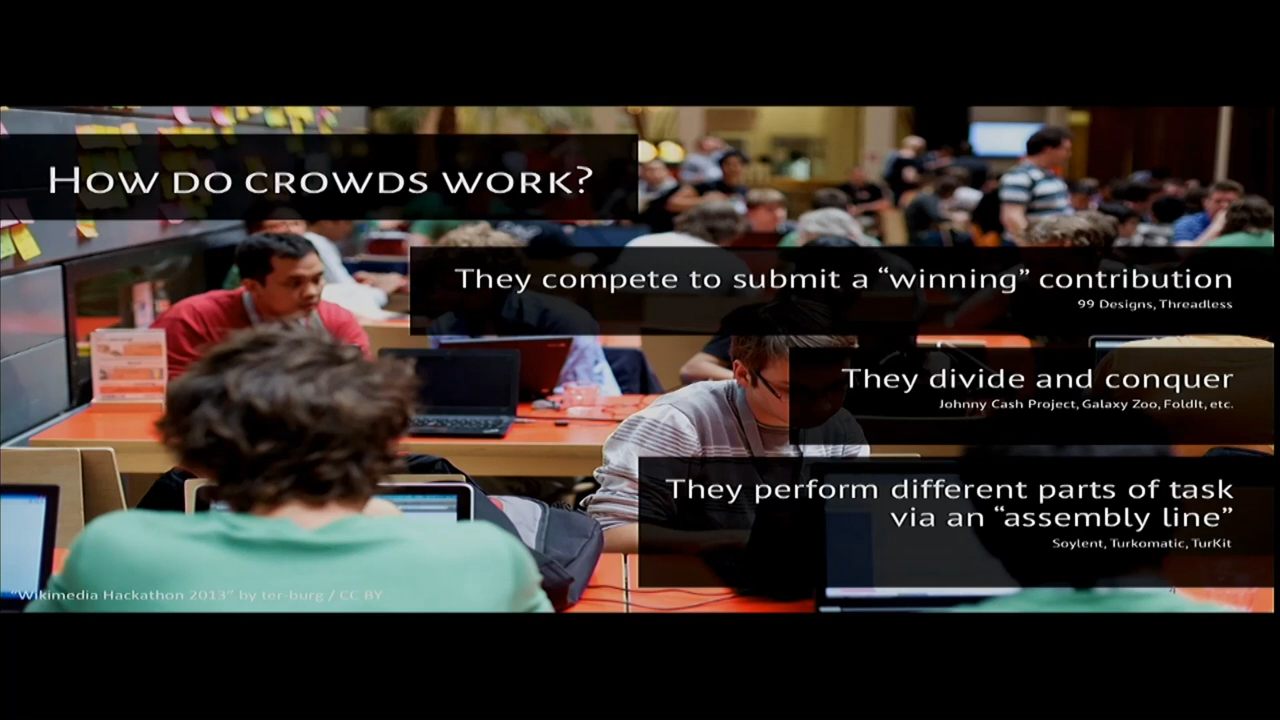 How do crowds work?
They compete to submit a “winning” contribution
99 Designs, Threadless
They divide and conquer
Johnny Cash Project, Galaxy Zoo, FoldIt, etc.
They perform different parts of task
via an “assembly line”
Soylent, Turkomatic, TurKit
“Wikimedia Hackathon 2013” by ter-burg / CC BY